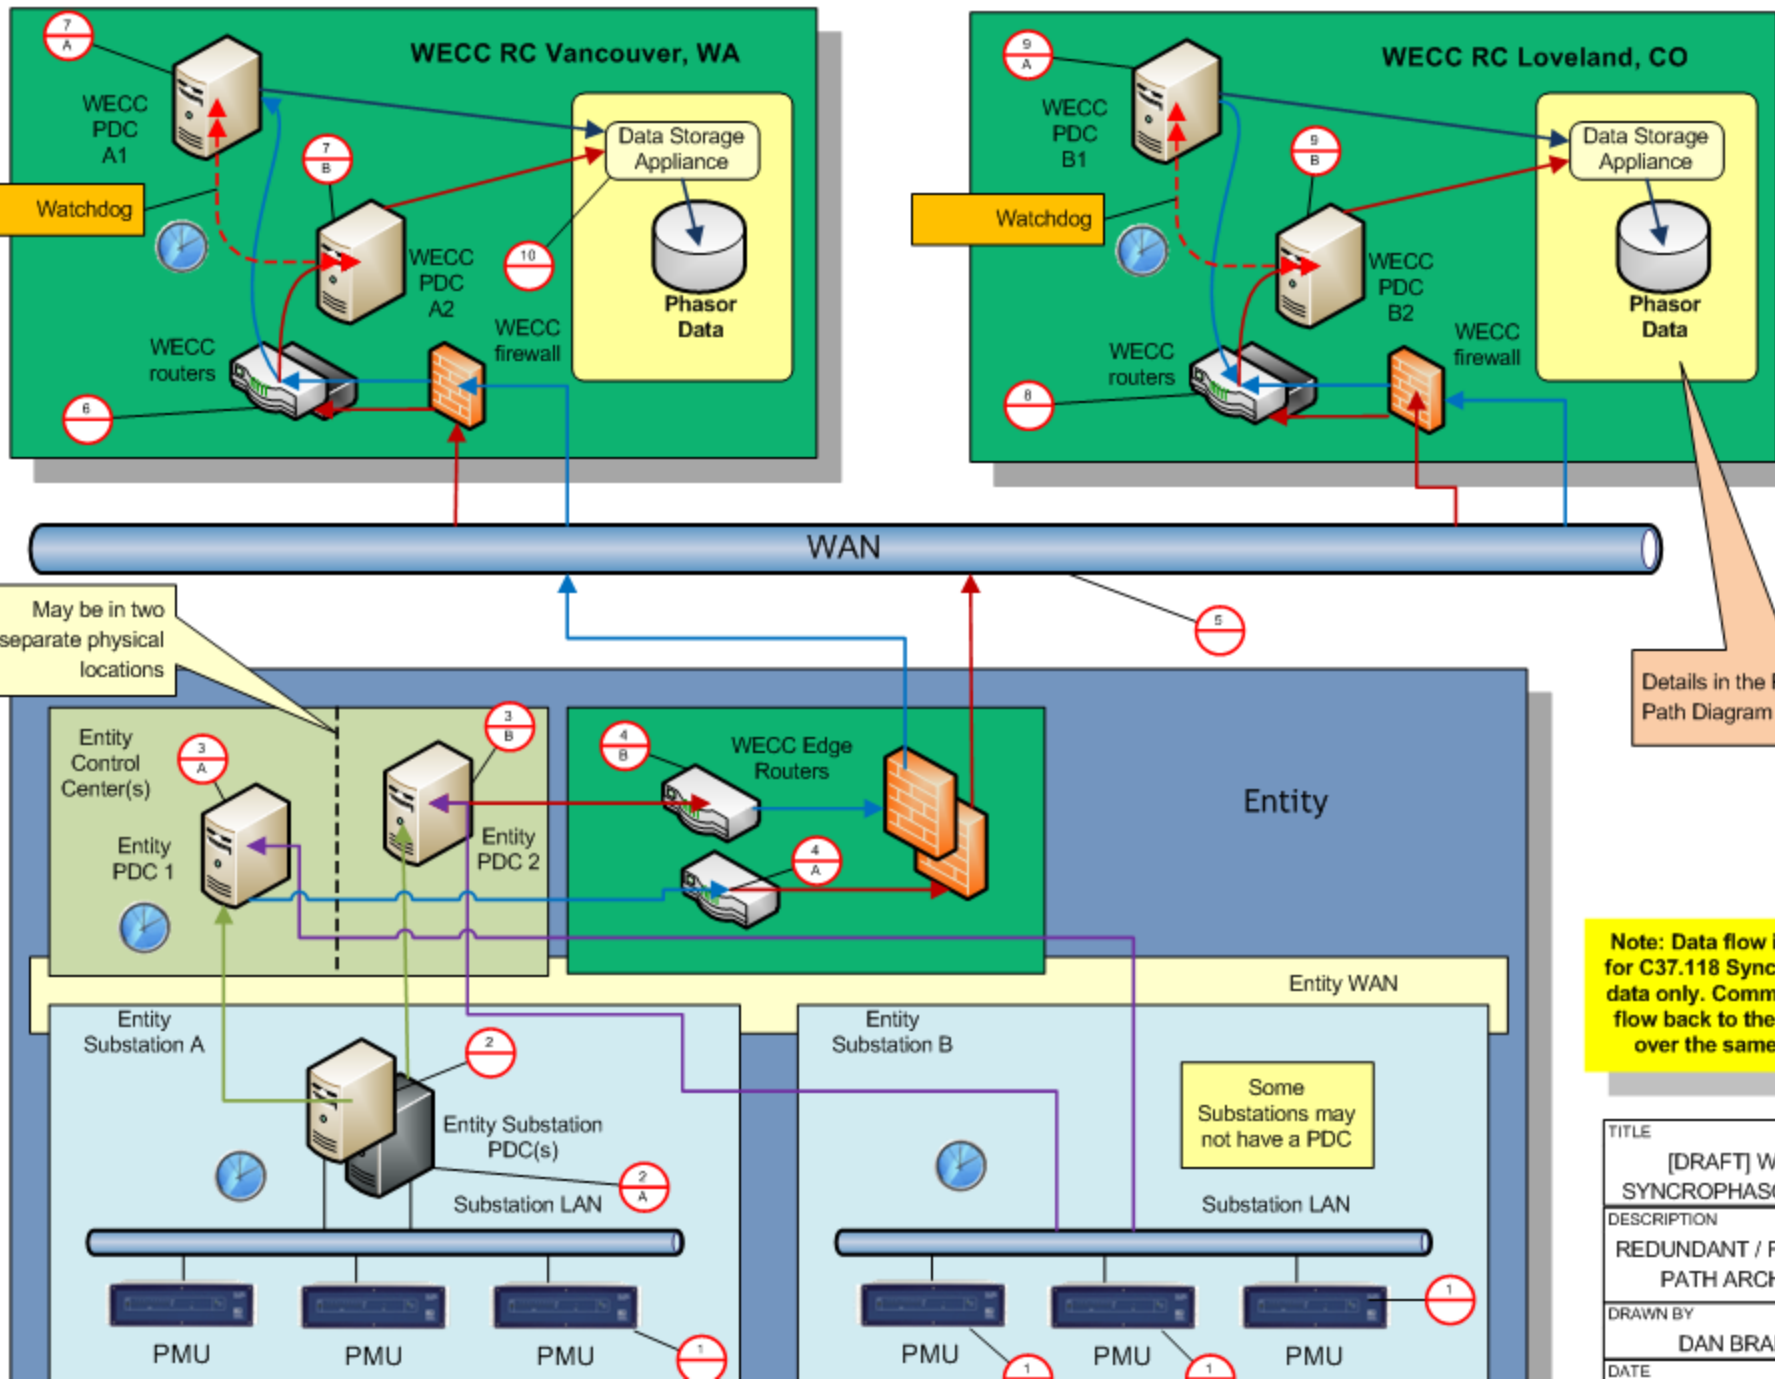 7
A
WECC RC Vancouver, WA
WECC
PDC
A1
7
B
Data Storage
Appliance
Watchdog
10
WECC
PDC
A2
Phasor
Data
WECC
firewall
WECC
routers
6
9
A
WECC RC Loveland, CO
WECC
PDC
B1
9
B
Data Storage
Appliance
Watchdog
WECC
PDC
B2
Phasor
Data
WECC
firewall
WECC
routers
8
WAN
May be in two
separate physical
locations
5
Details in the
Path Diagram
Entity
Control
Center(s)
3
A
3
B
Entity
PDC 1
Entity
PDC 2
4
B
WECC Edge
Routers
4
A
Entity
Note: Data flow
for C37.118 Sync
data only. Comm
flow back to the
over the same
Entity WAN
Entity
Substation A
2
Entity Substation
PDC(s)
2
A
Substation LAN
PMU
PMU
PMU
1
Entity
Substation B
Some
Substations may
not have a PDC
Substation LAN
1
PMU
PMU
PMU
1
1
TITLE
[DRAFT] W
SYNCROPHAS
DESCRIPTION
REDUNDANT /
PATH ARCH
DRAWN BY
DAN BRA
DATE